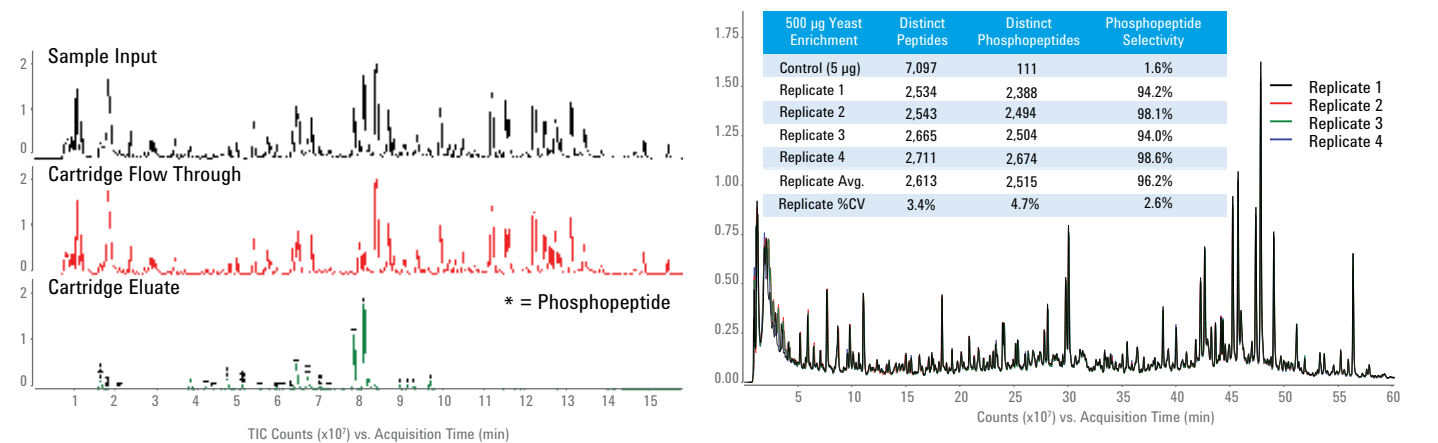 Sample Input
2
1
0
Cartridge Flow Through
2
1
0
Cartridge Eluate
* = Phosphopeptide
2
1
0
1 2 3 4 5 6 7 8 9 10 11 12 13 14 15
TIC Counts (x10⁷) vs. Acquisition Time (min)
500 µg Yeast Enrichment Distinct Peptides Distinct Phosphopeptides Phosphopeptide Selectivity
Control (5 µg) 7,097 111 1.6%
Replicate 1 2,534 2,388 94.2%
Replicate 2 2,543 2,494 98.1%
Replicate 3 2,665 2,504 94.0%
Replicate 4 2,711 2,674 98.6%
Replicate Avg. 2,613 2,515 96.2%
Replicate %CV 3.4% 4.7% 2.6%
Replicate 1
Replicate 2
Replicate 3
Replicate 4
1.75
1.50
1.25
1.00
0.75
0.50
0.25
0.00
5 10 15 20 25 30 35 40 45 50 55 60
Counts (x10⁷) vs. Acquisition Time (min)